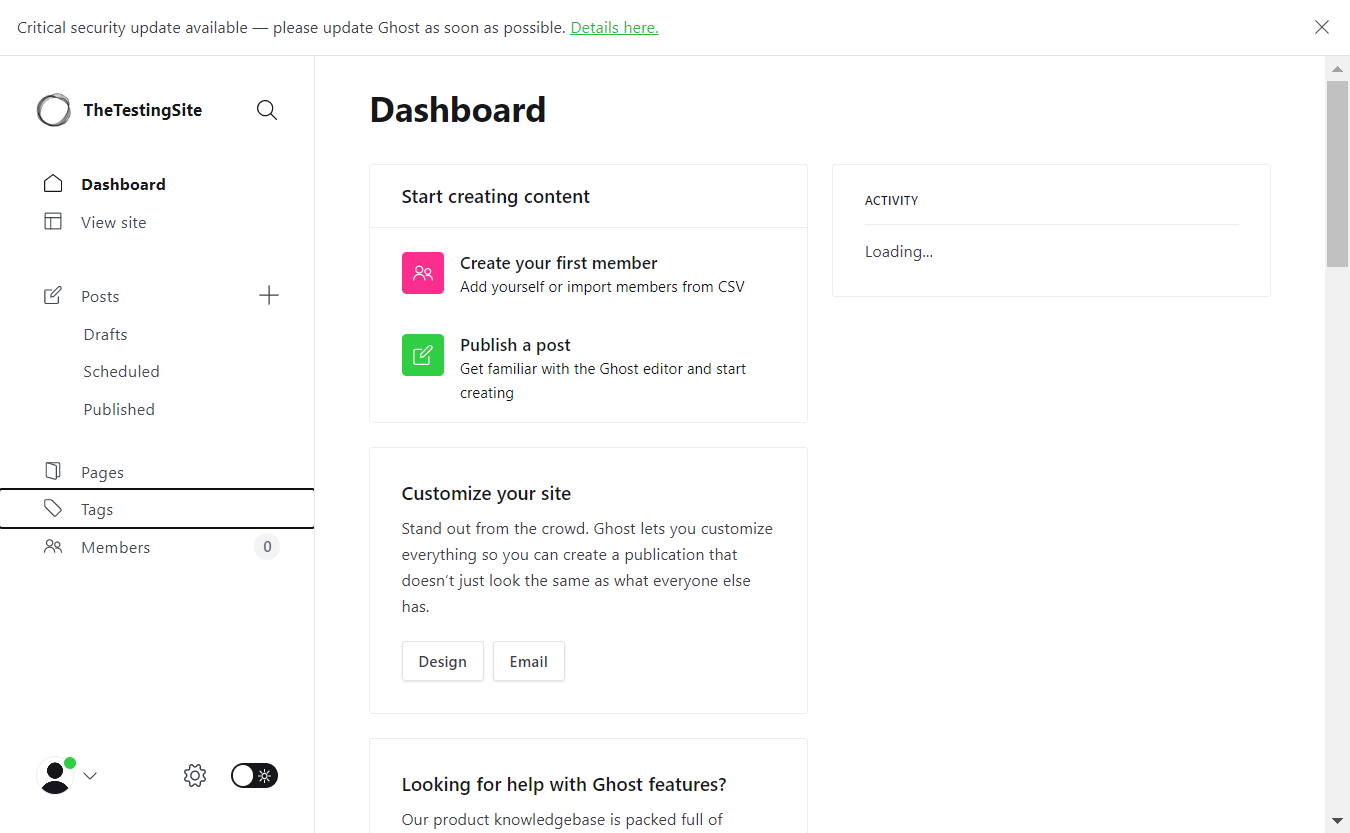 Critical security update available — please update Ghost as soon as possible. Details here.
TheTestingSite
Dashboard
View site
Posts
Drafts
Scheduled
Published
Pages
Tags
Members 0
Dashboard
Start creating content
Create your first member
Add yourself or import members from CSV
Publish a post
Get familiar with the Ghost editor and start
creating
Customize your site
Stand out from the crowd. Ghost lets you customize
everything so you can create a publication that
doesn’t just look the same as what everyone else
has.
Design Email
Looking for help with Ghost features?
Our product knowledgebase is packed full of
ACTIVITY
Loading...